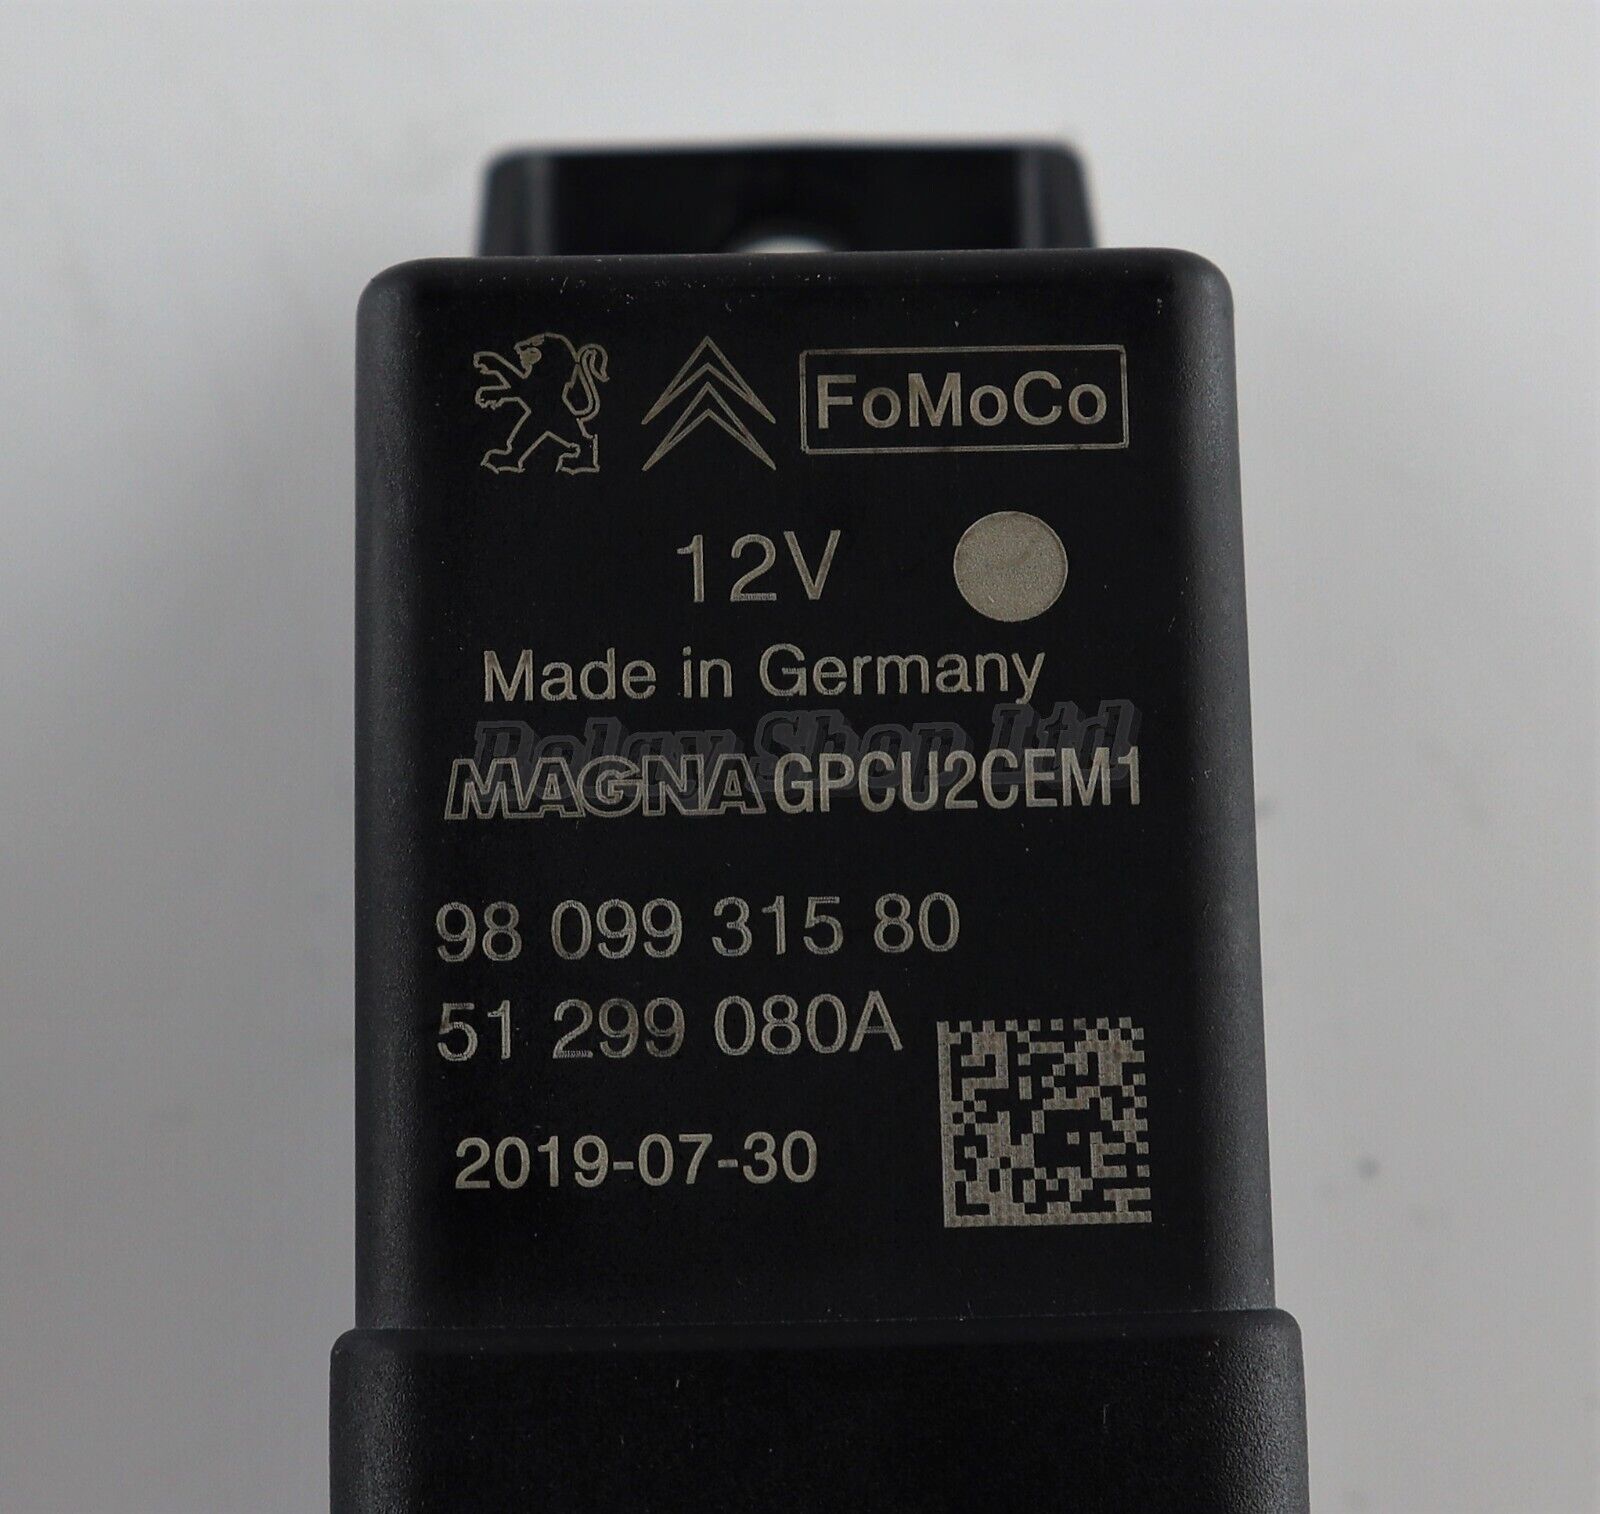 FoMoCo
12V
Made in Germany
Relay Shop Ltd
MAGNA GPCU2CEM1
98 099 315 80
51 299 080A
2019-07-30